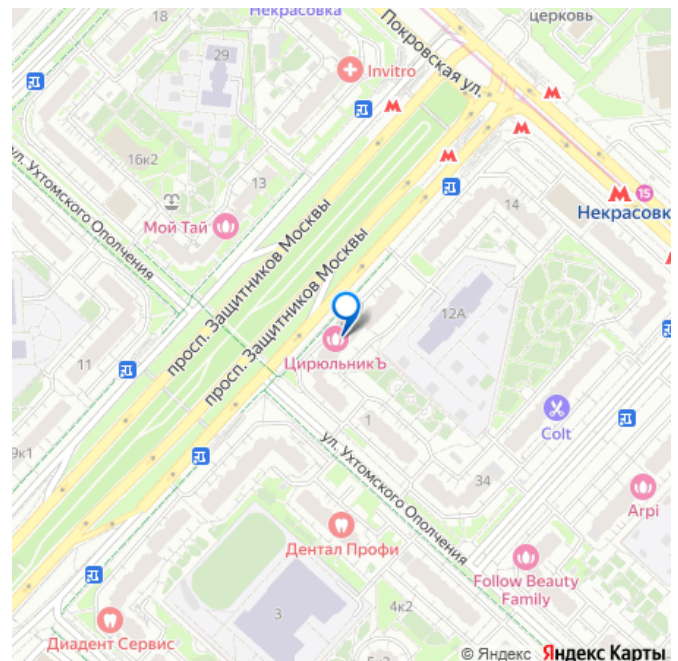 Некрасовка
18
церковь
29
Invitro
Покровская ул.
16к2
13
ул. Ухтомского Ополчения
Мой Тай
15
Некрасовк
14
просп. Защитников Москвы
просп. Защитников Москвы
12А
ЦирюльникЪ
11
1
Colt
9к1
ул. Ухтомского Ополчения
34
Arpi
Дентал Профи
Follow Beauty
Family
3
4к2
Диадент Сервис
© Яндекс Яндекс Карты